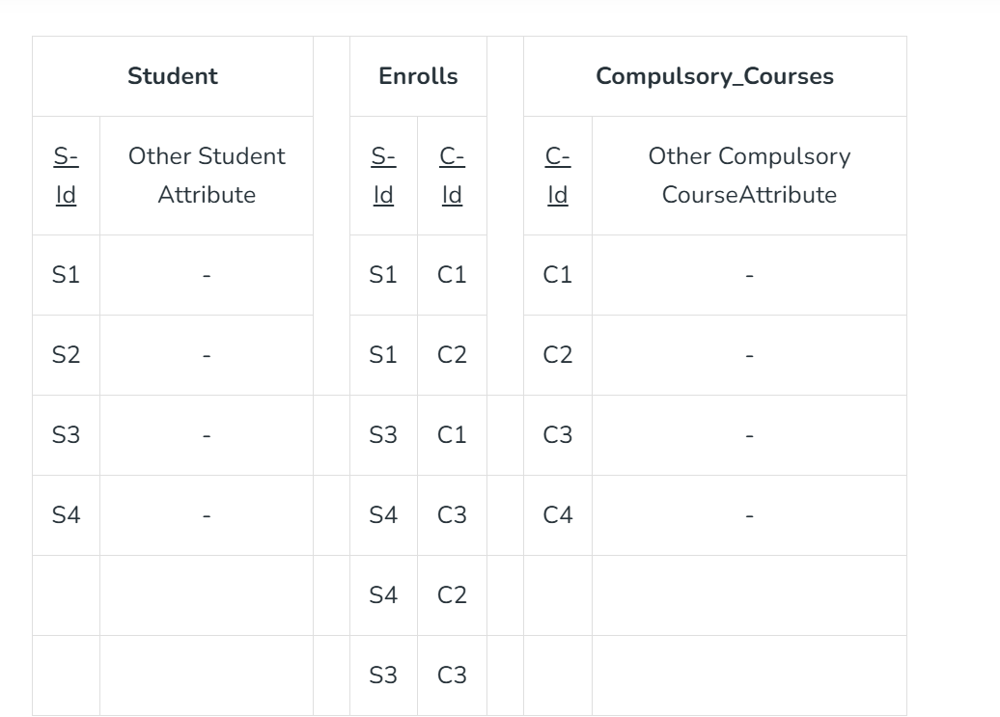 Student Enrolls Compulsory_Courses
S- Other Student S- C- C- Other Compulsory
Id Attribute Id Id Id CourseAttribute
S1 - S1 C1 C1 -
S2 - S1 C2 C2 -
S3 - S3 C1 C3 -
S4 - S4 C3 C4 -
S4 C2
S3 C3